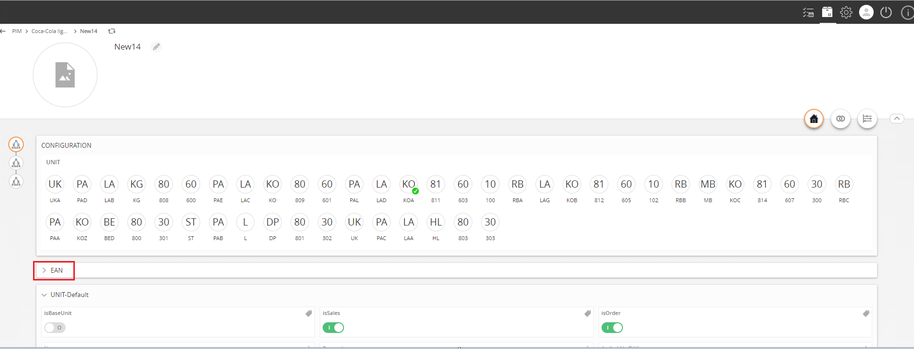 PIM > Coca-Cola lig... > New14
New14
CONFIGURATION
UNIT
UK PA LA KG 80 60 PA LA KO 80 60 PA LA KO 81 60 10 RB LA KO 81 60 10 RB MB KO 81 60 30 RB
UKA PAD LAB KG 808 600 PAE LAC KO 809 601 PAL LAD KOA 811 603 100 RBA LAG KOB 812 605 102 RBB MB KOC 814 607 300 RBC
PA KO BE 80 30 ST PA L DP 80 30 UK PA LA HL 80 30
PAA KOZ BED 800 301 ST PAB L DP 801 302 UK PAC LAA HL 803 303
> EAN
UNIT-Default
isBaseUnit isSales isOrder
O I I